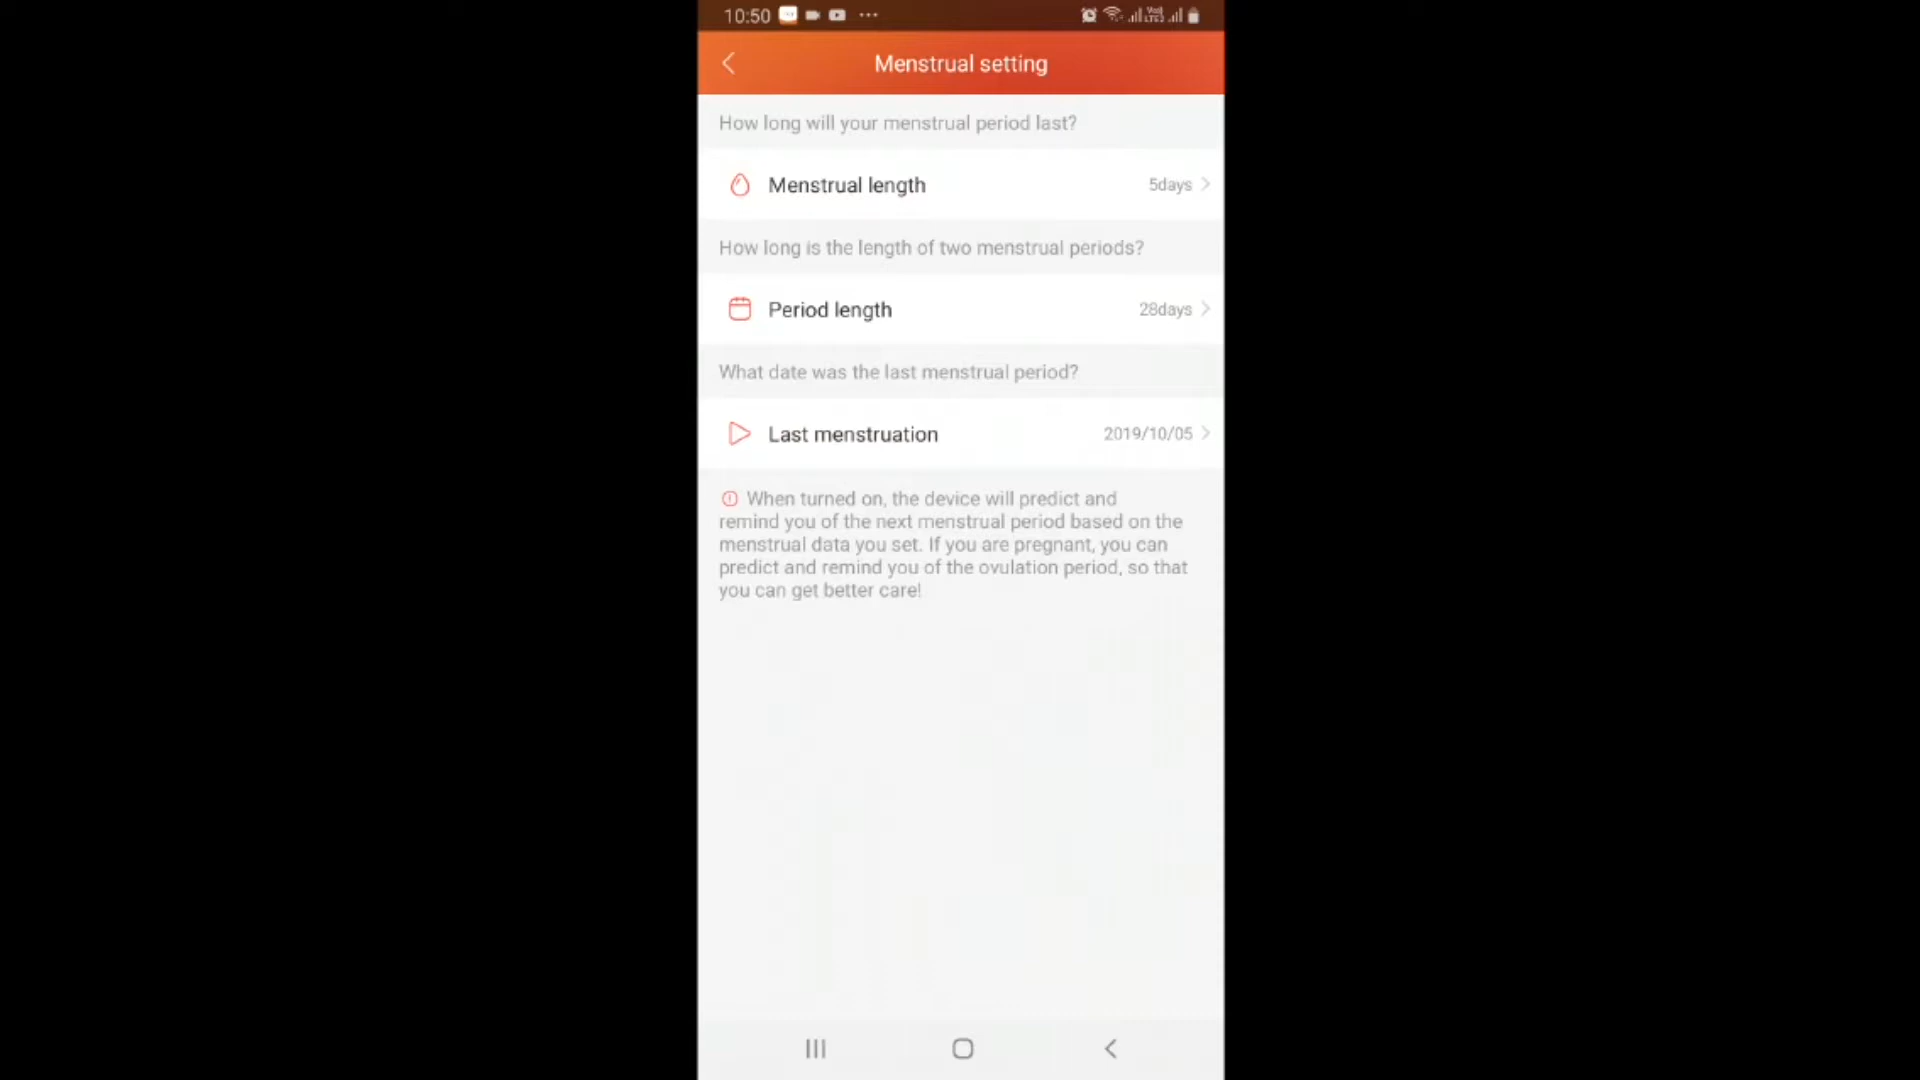 10:50
Menstrual setting
How long will your menstrual period last?
Menstrual length 5days
How long is the length of two menstrual periods?
Period length 28days
What date was the last menstrual period?
Last menstruation 2019/10/05
When turned on, the device will predict and
remind you of the next menstrual period based on the
menstrual data you set. If you are pregnant, you can
predict and remind you of the ovulation period, so that
you can get better care!